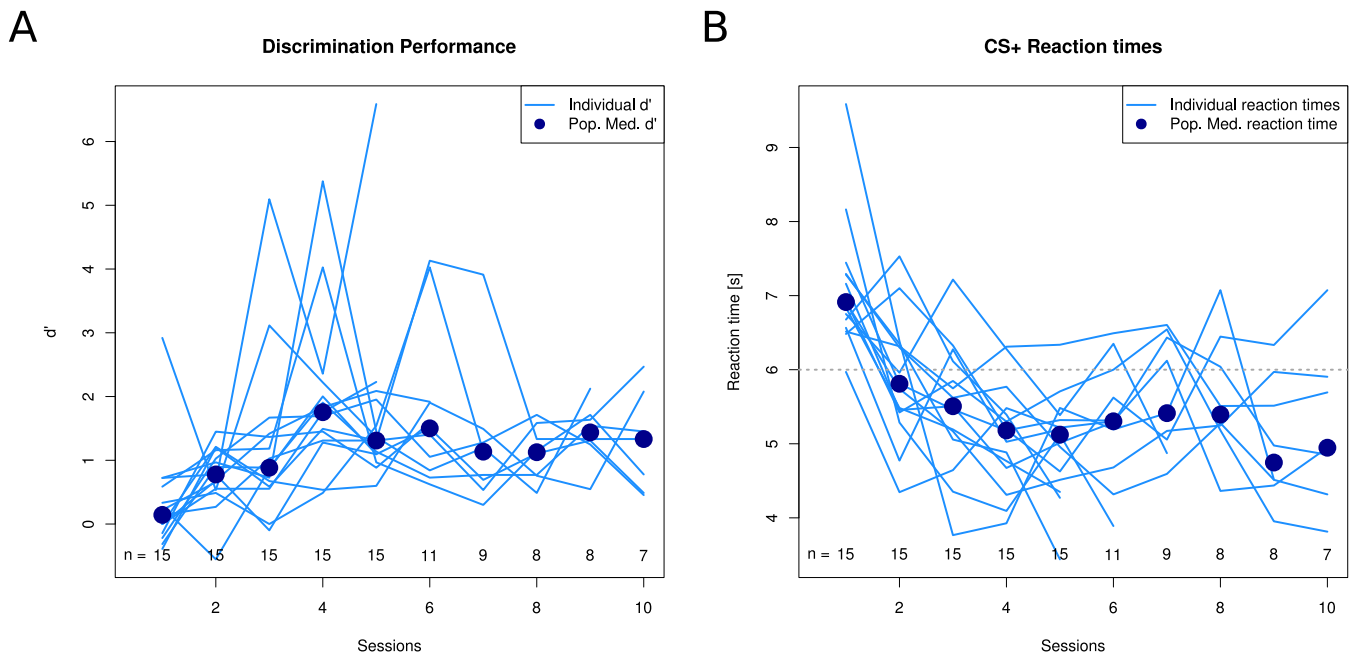 A
Discrimination Performance
Individual d'
Pop. Med. d'
d'
6
5
4
3
2
1
0
n = 15 15 15 15 15 11 9 8 8 7
2 4 6 8 10
Sessions
B
CS+ Reaction times
Individual reaction times
Pop. Med. reaction time
Reaction time [s]
9
8
7
6
5
4
n = 15 15 15 15 15 11 9 8 8 7
2 4 6 8 10
Sessions